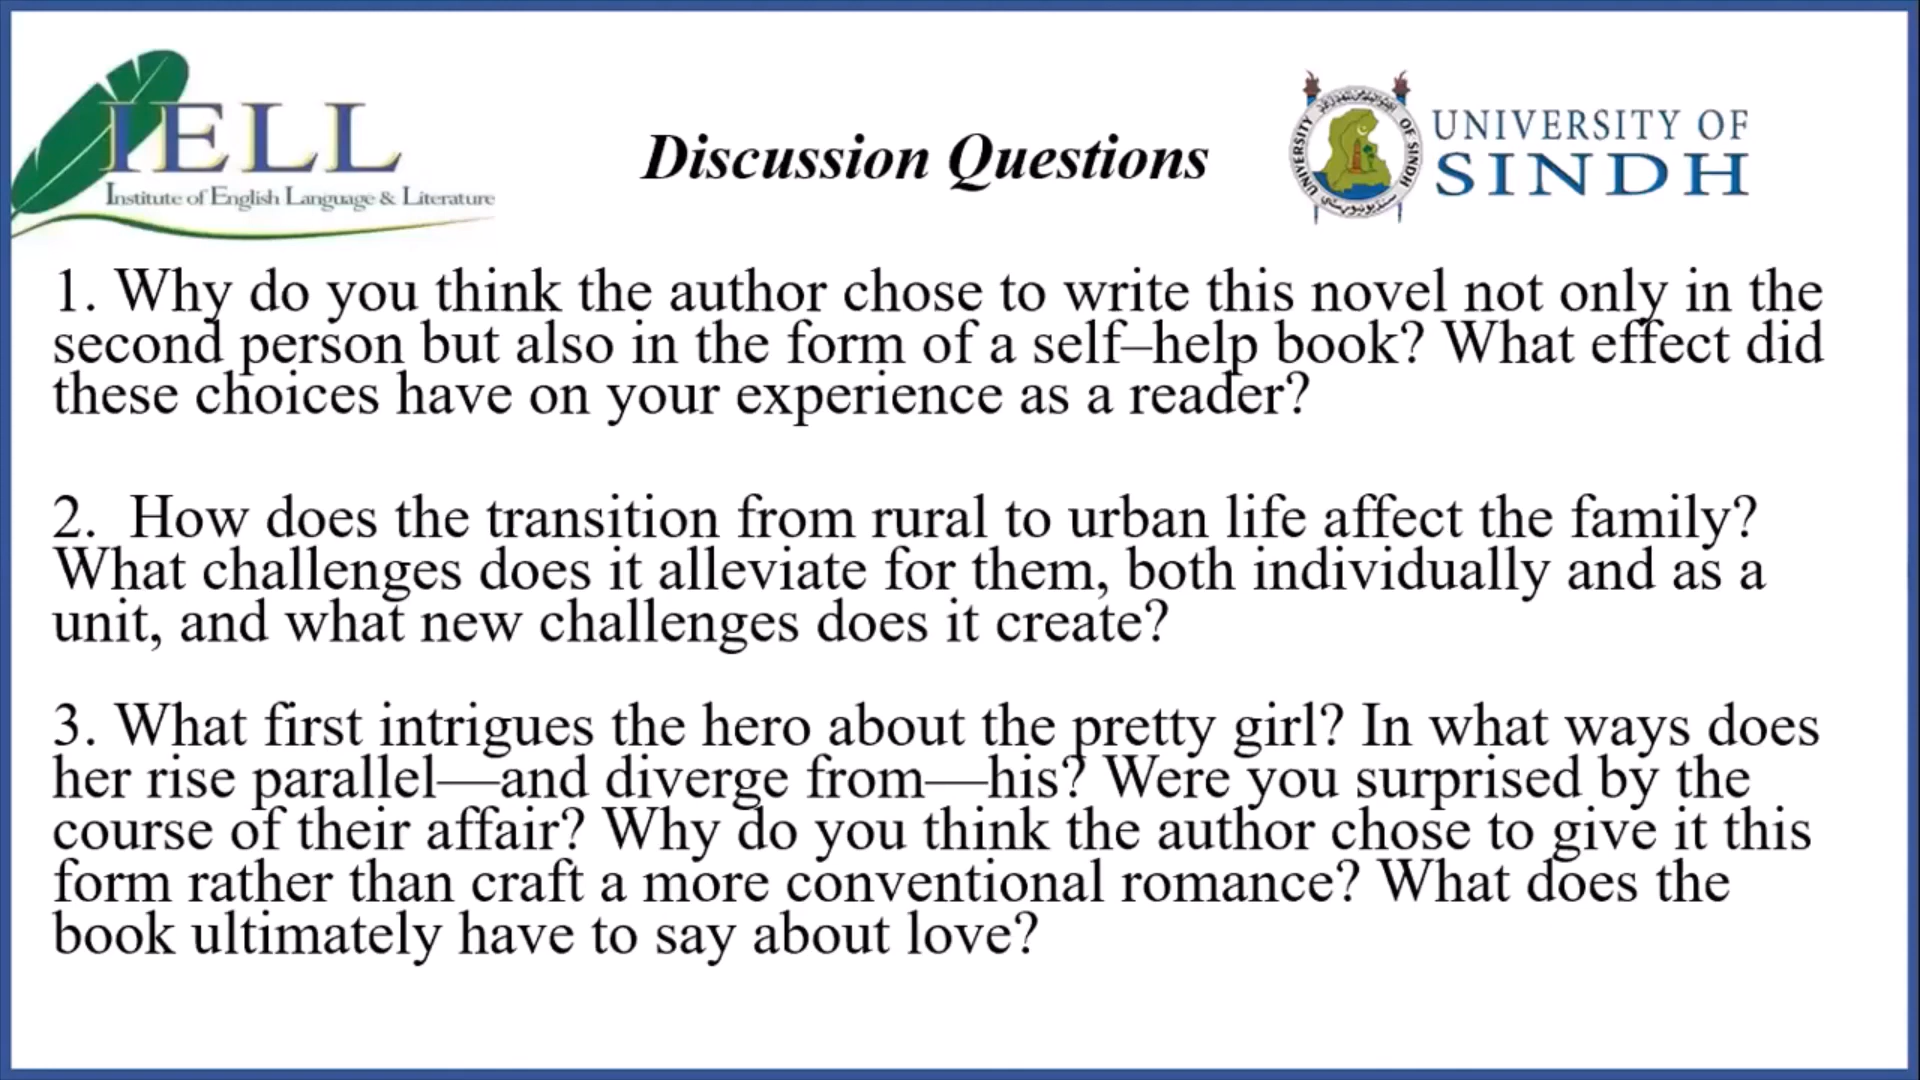 IELL
Institute of English Language & Literature
Discussion Questions
UNIVERSITY OF SINDH
UNIVERSITY OF
SINDH
1. Why do you think the author chose to write this novel not only in the
second person but also in the form of a self–help book? What effect did
these choices have on your experience as a reader?
2.  How does the transition from rural to urban life affect the family?
What challenges does it alleviate for them, both individually and as a
unit, and what new challenges does it create?
3. What first intrigues the hero about the pretty girl? In what ways does
her rise parallel—and diverge from—his? Were you surprised by the
course of their affair? Why do you think the author chose to give it this
form rather than craft a more conventional romance? What does the
book ultimately have to say about love?